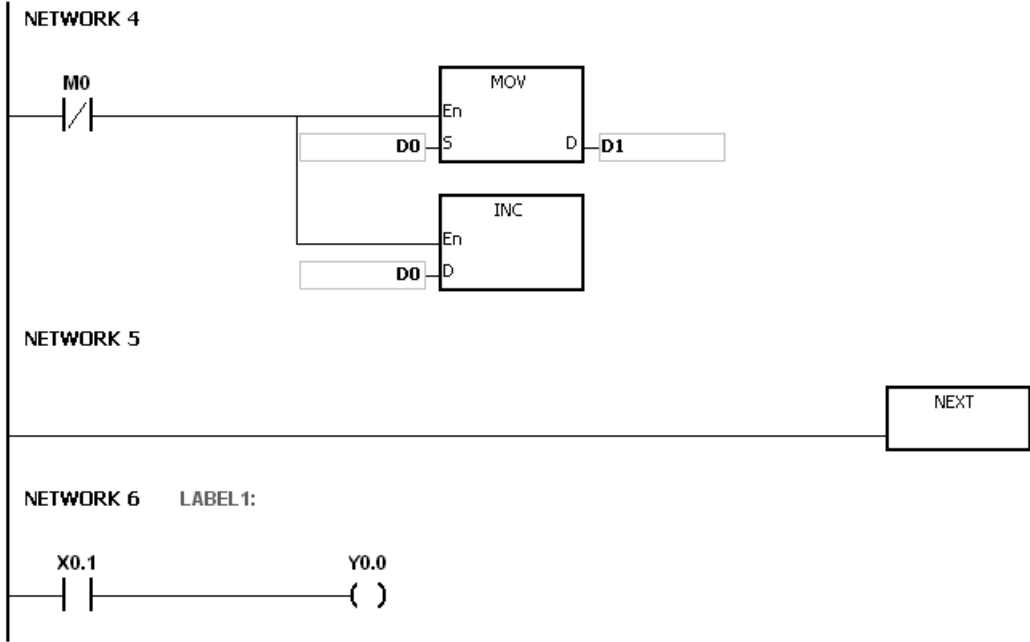 NETWORK 4
M0
MOV
En
D0 S D D1
INC
En
D0 D
NETWORK 5
NEXT
NETWORK 6 LABEL1:
X0.1 Y0.0